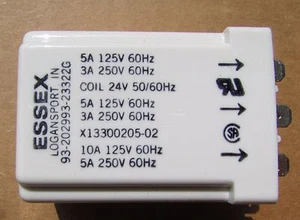 ESSEX
LOGANSPORT IN
93-202993-23322G
5A 125V 60Hz
3A 250V 60Hz
COIL 24V 50/60Hz
5A 125V 60Hz
3A 250V 60Hz
X13300205-02
10A 125V 60Hz
5A 250V 60Hz